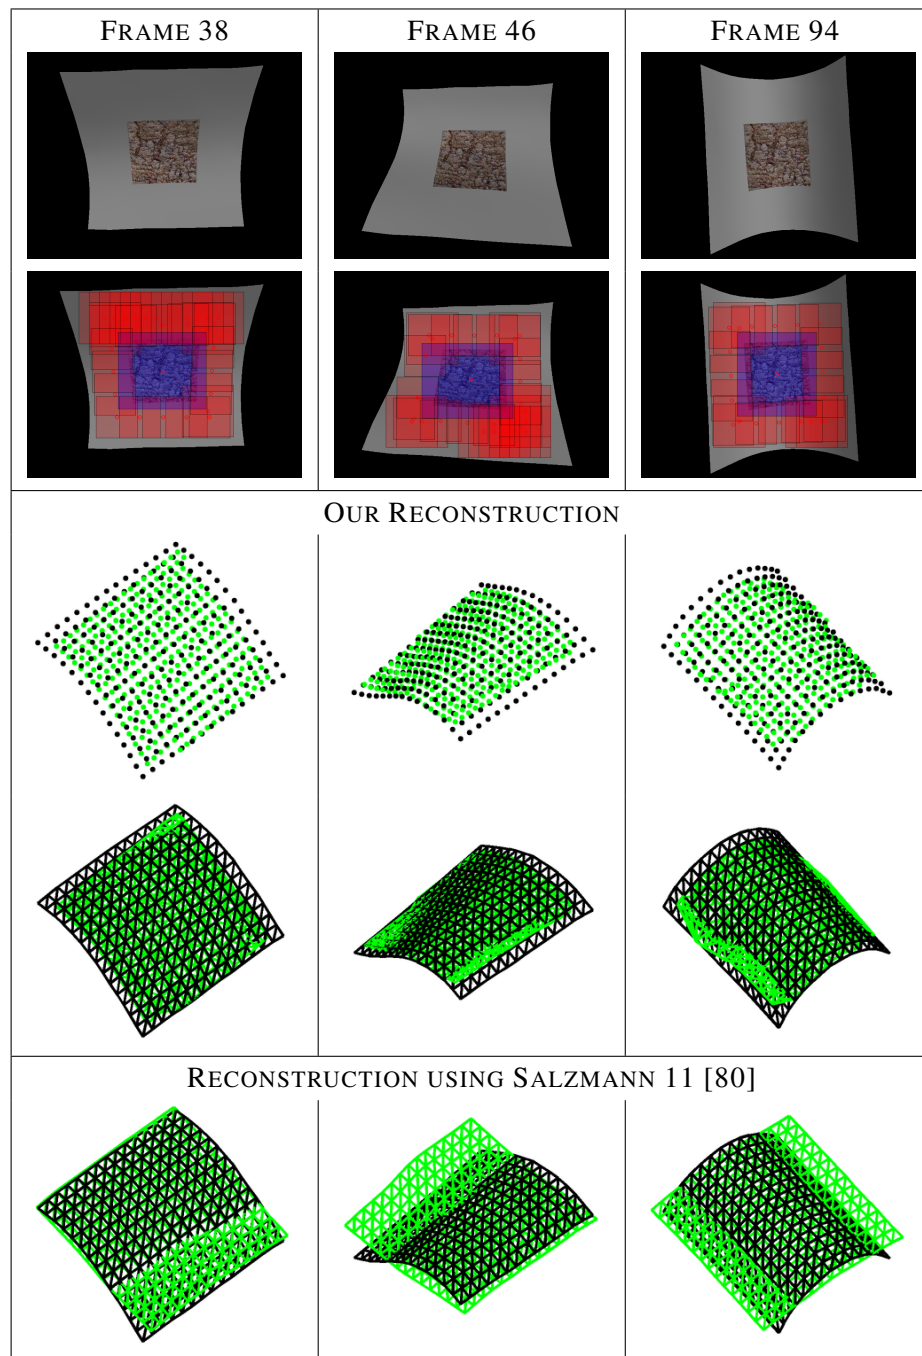 FRAME 38
FRAME 46
FRAME 94
OUR RECONSTRUCTION
RECONSTRUCTION USING SALZMANN 11 [80]